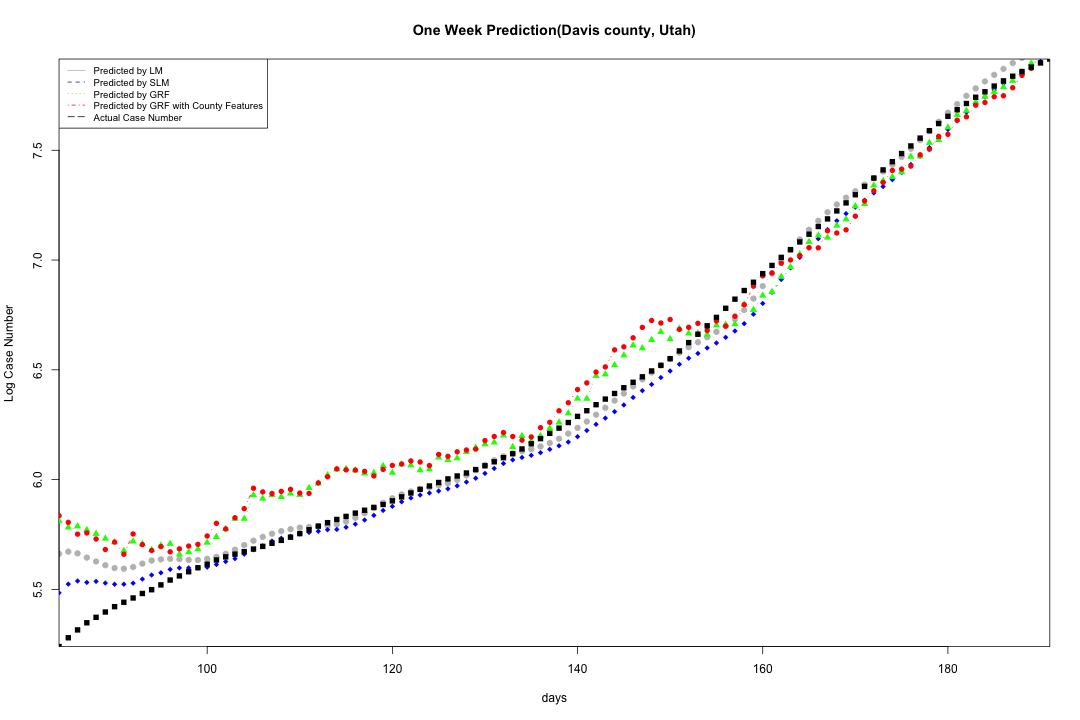 One Week Prediction(Davis county, Utah)
Predicted by LM
Predicted by SLM
Predicted by GRF
Predicted by GRF with County Features
Actual Case Number
Log Case Number
7.5
7.0
6.5
6.0
5.5
100 120 140 160 180
days